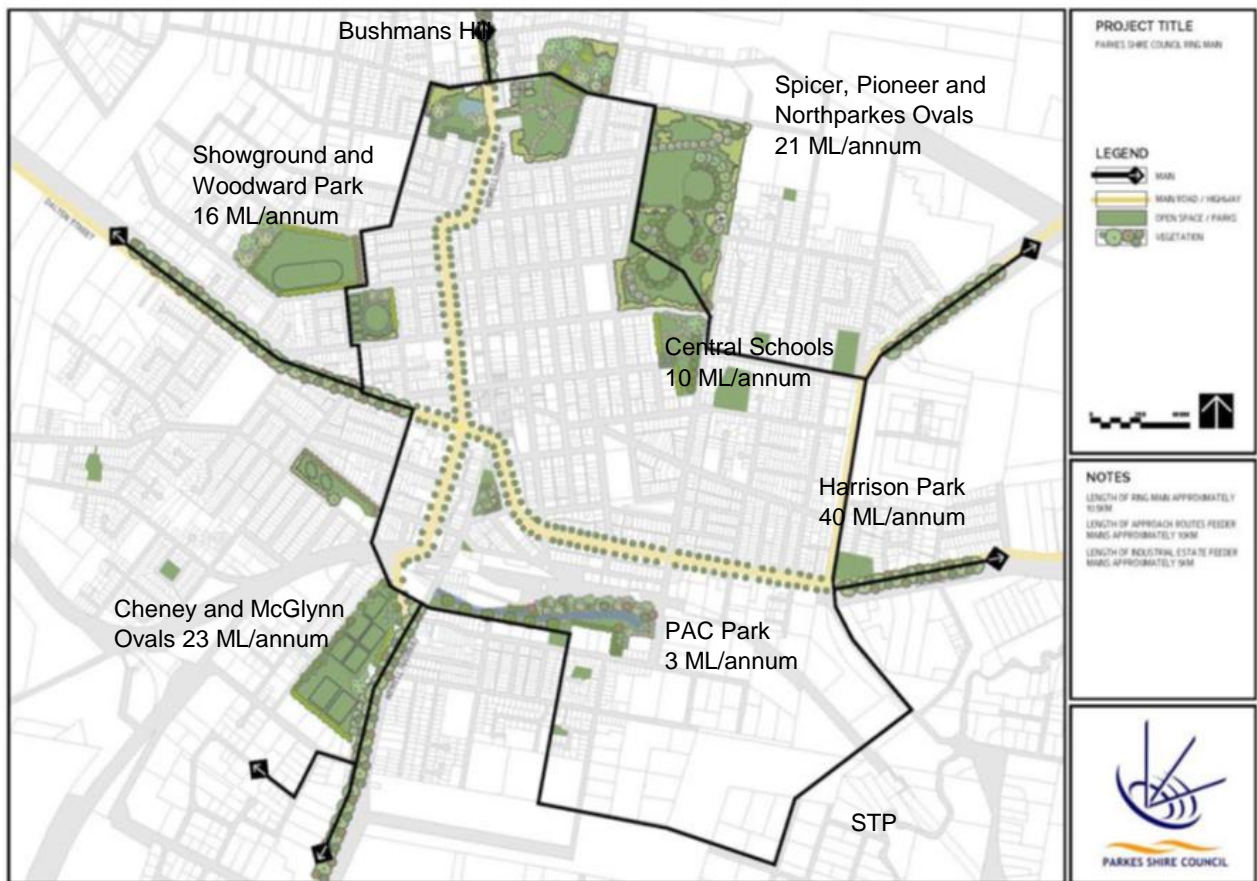 Bushmans Hill
Spicer, Pioneer and
Northparkes Ovals
21 ML/annum
Showground and
Woodward Park
16 ML/annum
DALTON STREET
Central Schools
10 ML/annum
Harrison Park
40 ML/annum
Cheney and McGlynn
Ovals 23 ML/annum
PAC Park
3 ML/annum
STP
PROJECT TITLE
PARKES SHIRE COUNCIL RING MAIN
LEGEND
MAIN
MAIN ROAD / HIGHWAY
OPEN SPACE / PARKS
VEGETATION
NOTES
LENGTH OF RING MAIN APPROXIMATELY
10.5KM
LENGTH OF APPROACH ROUTES FEEDER
MAINS APPROXIMATELY 10KM
LENGTH OF INDUSTRIAL ESTATE FEEDER
MAINS APPROXIMATELY 5KM
PARKES SHIRE COUNCIL